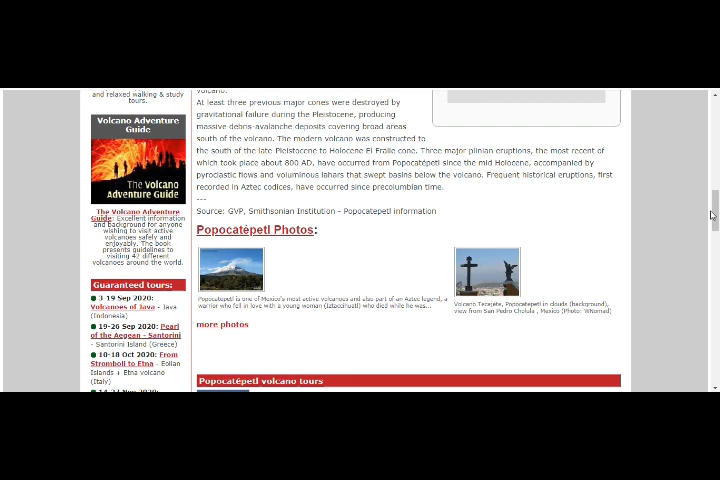 and relaxed walking & study
tours.
Volcano Adventure
Guide
The Volcano
Adventure Guide
The Volcano Adventure
Guide: Excellent information
and background for anyone
wishing to visit active
volcanoes safely and
enjoyably. The book
presents guidelines to
visiting 42 different
volcanoes around the world.
Guaranteed tours:
3-19 Sep 2020:
Volcanoes of Java - Java
(Indonesia)
19-26 Sep 2020: Pearl
of the Aegean - Santorini
- Santorini Island (Greece)
10-18 Oct 2020: From
Stromboli to Etna - Eolian
Islands + Etna volcano
(Italy)
14-23 Nov 2020:
volcano.
At least three previous major cones were destroyed by
gravitational failure during the Pleistocene, producing
massive debris-avalanche deposits covering broad areas
south of the volcano. The modern volcano was constructed to
the south of the late-Pleistocene to Holocene El Fraile cone. Three major plinian eruptions, the most recent of
which took place about 800 AD, have occurred from Popocatépetl since the mid Holocene, accompanied by
pyroclastic flows and voluminous lahars that swept basins below the volcano. Frequent historical eruptions, first
recorded in Aztec codices, have occurred since precolumbian time.
---
Source: GVP, Smithsonian Institution - Popocatepetl information
Popocatépetl Photos:
Popocatepetl is one of Mexico's most active volcanoes and also part of an Aztec legend, a
warrior who fell in love with a young woman (Iztaccihuatl) who died while he was...
Volcano Tecajete, Popocatepetl in clouds (background),
view from San Pedro Cholula , Mexico (Photo: WNomad)
more photos
Popocatépetl volcano tours